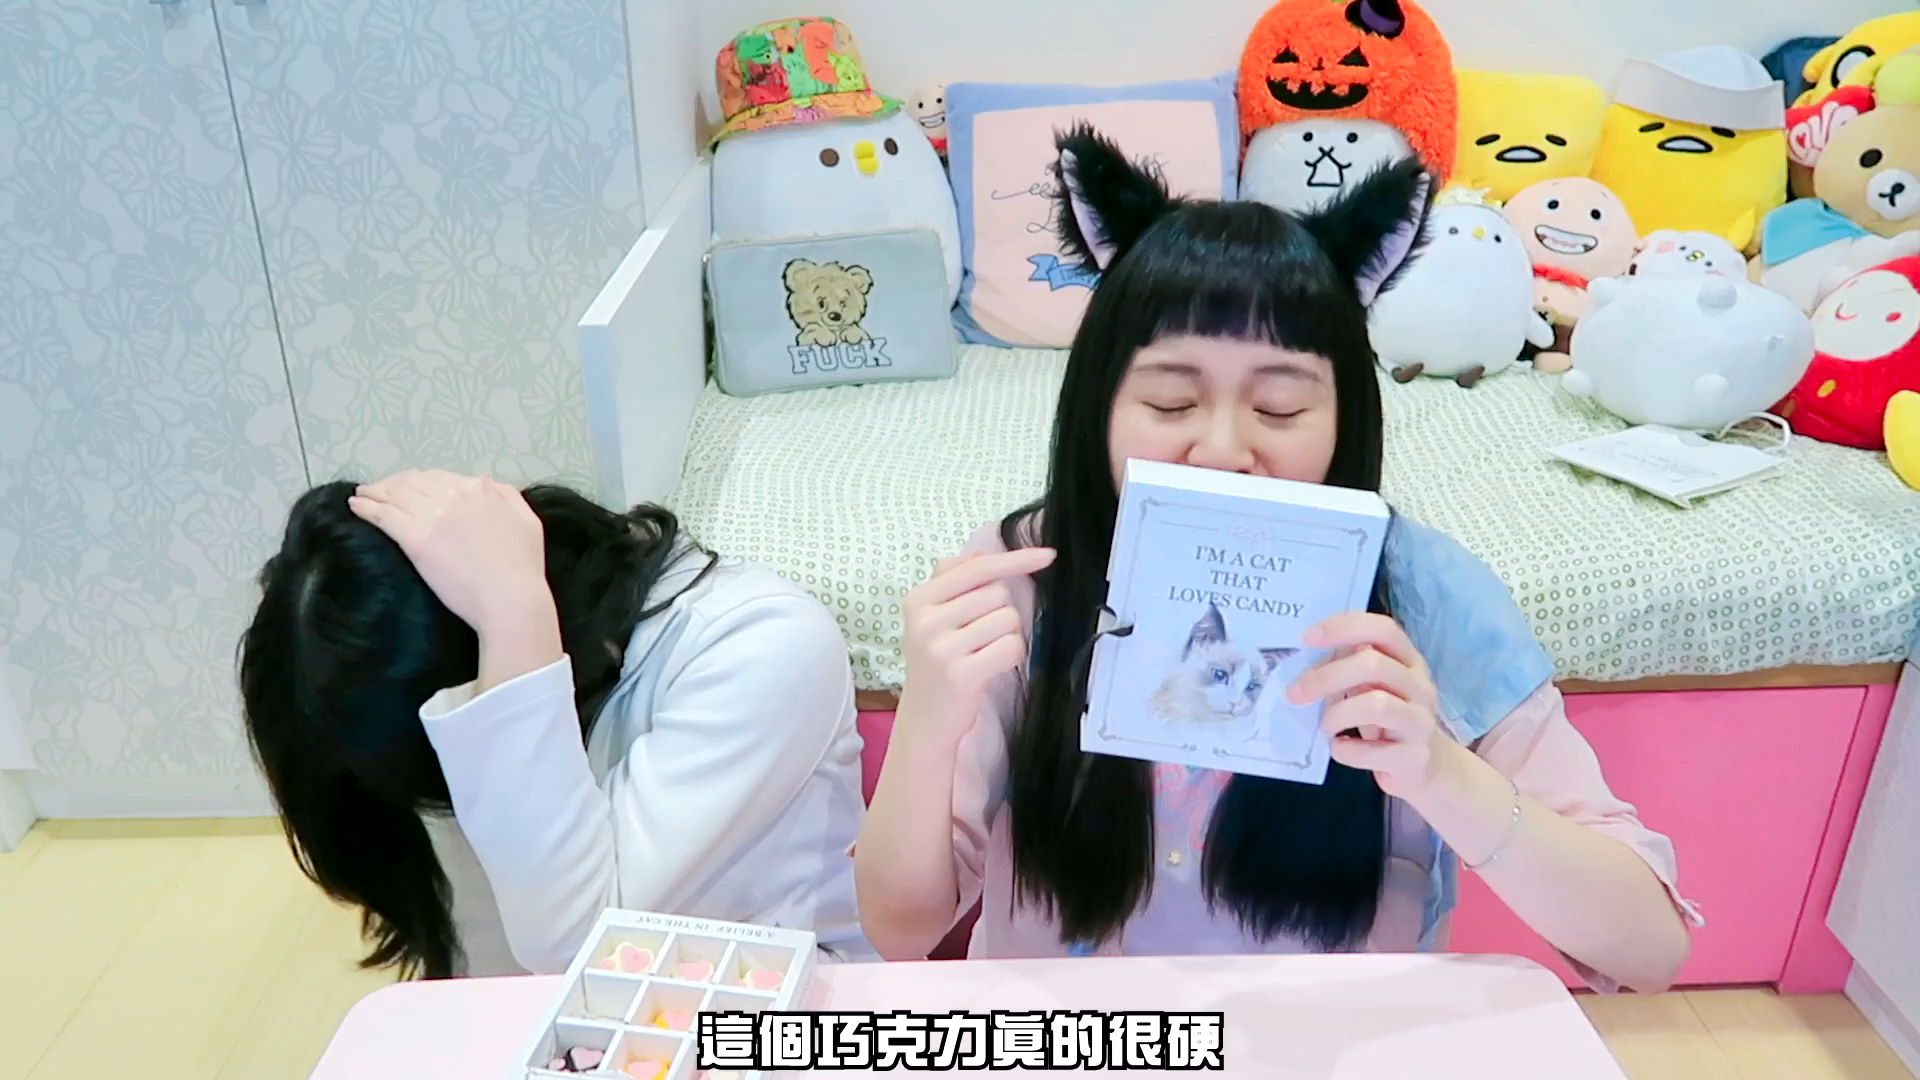 FUCK
I'M A CAT
THAT
LOVES CANDY
A BELIEF IN THE CAT
這個巧克力真的很硬